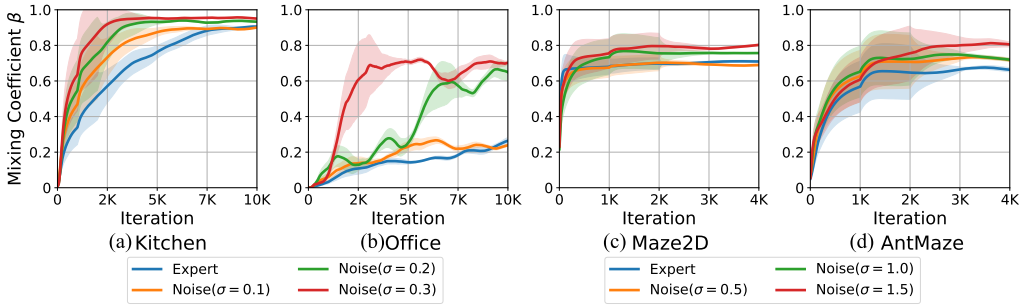 Mixing Coefficient β
1.0
0.8
0.6
0.4
0.2
0
0 2K 5K 7K 10K
Iteration
(a) Kitchen
1.0
0.8
0.6
0.4
0.2
0
0 2K 5K 7K 10K
Iteration
(b) Office
1.0
0.8
0.6
0.4
0.2
0
0 1K 2K 3K 4K
Iteration
(c) Maze2D
1.0
0.8
0.6
0.4
0.2
0
0 1K 2K 3K 4K
Iteration
(d) AntMaze
Expert Noise(σ = 0.2)
Noise(σ = 0.1) Noise(σ = 0.3)
Expert Noise(σ = 1.0)
Noise(σ = 0.5) Noise(σ = 1.5)